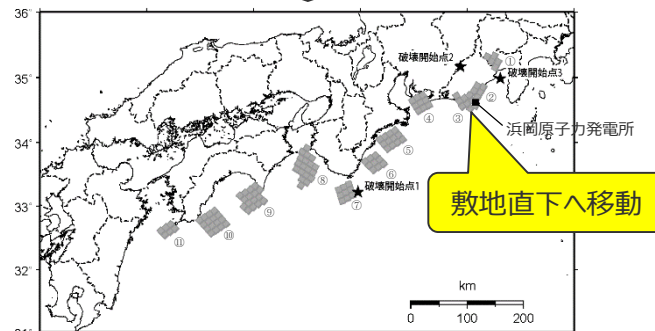 36°
破壊開始点2
①
35°
破壊開始点3
②
④
③
浜岡原子力発電所
34°
⑤
⑥
⑧
敷地直下へ移動
33°
破壊開始点1
⑦
⑨
⑩
⑪
32°
km
0 100 200
31°